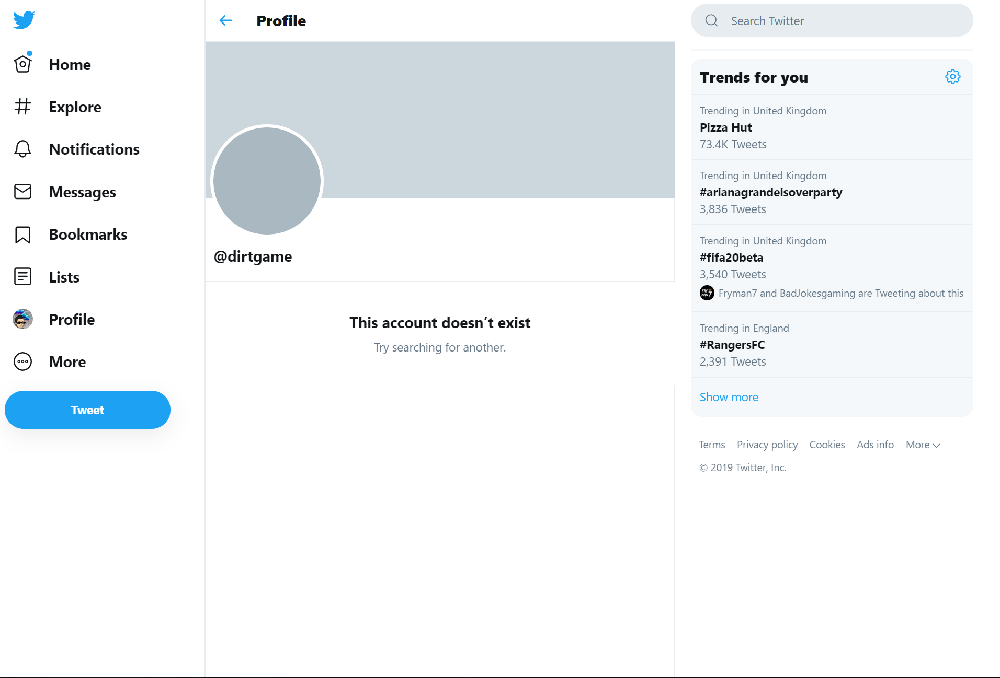 Home
Explore
Notifications
Messages
Bookmarks
Lists
Profile
More
Tweet
Profile
@dirtgame
This account doesn’t exist
Try searching for another.
Search Twitter
Trends for you
Trending in United Kingdom
Pizza Hut
73.4K Tweets
Trending in United Kingdom
#arianagrandeisoverparty
3,836 Tweets
Trending in United Kingdom
#fifa20beta
3,540 Tweets
FRY
MAN 7
Fryman7 and BadJokesgaming are Tweeting about this
Trending in England
#RangersFC
2,391 Tweets
Show more
Terms Privacy policy Cookies Ads info More
© 2019 Twitter, Inc.